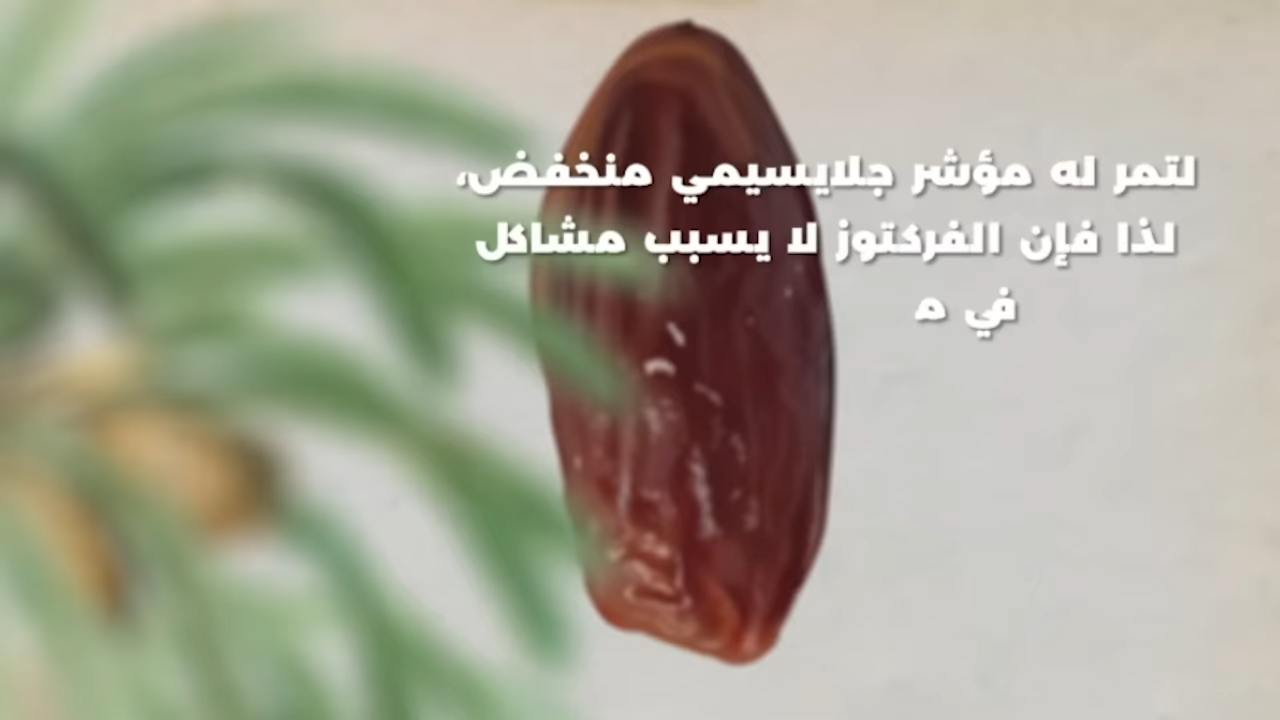 لتمر له مؤشر جلايسيمي منخفض،
لذا فإن الفركتوز لا يسبب مشاكل
في م